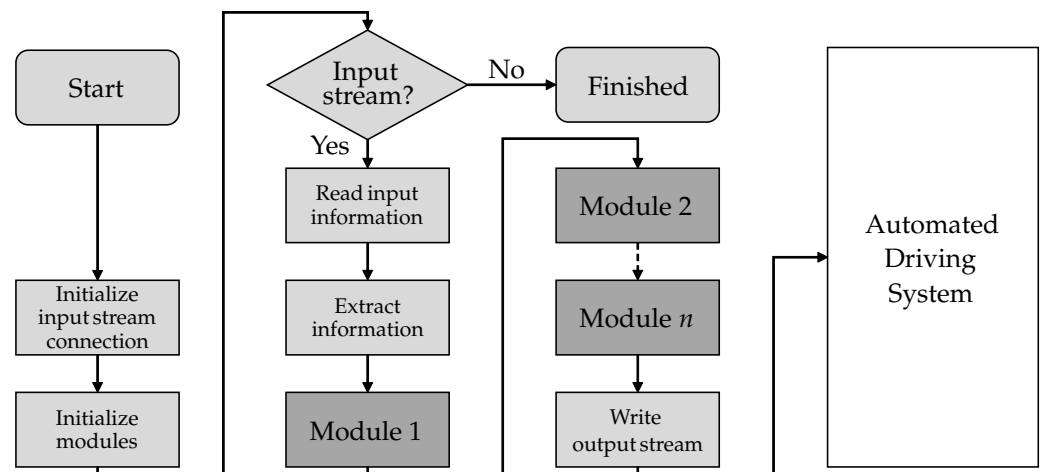 Start
Initialize
input stream
connection
Initialize
modules
Input
stream?
No
Yes
Read input
information
Extract
information
Module 1
Finished
Module 2
Module n
Write
output stream
Automated
Driving
System